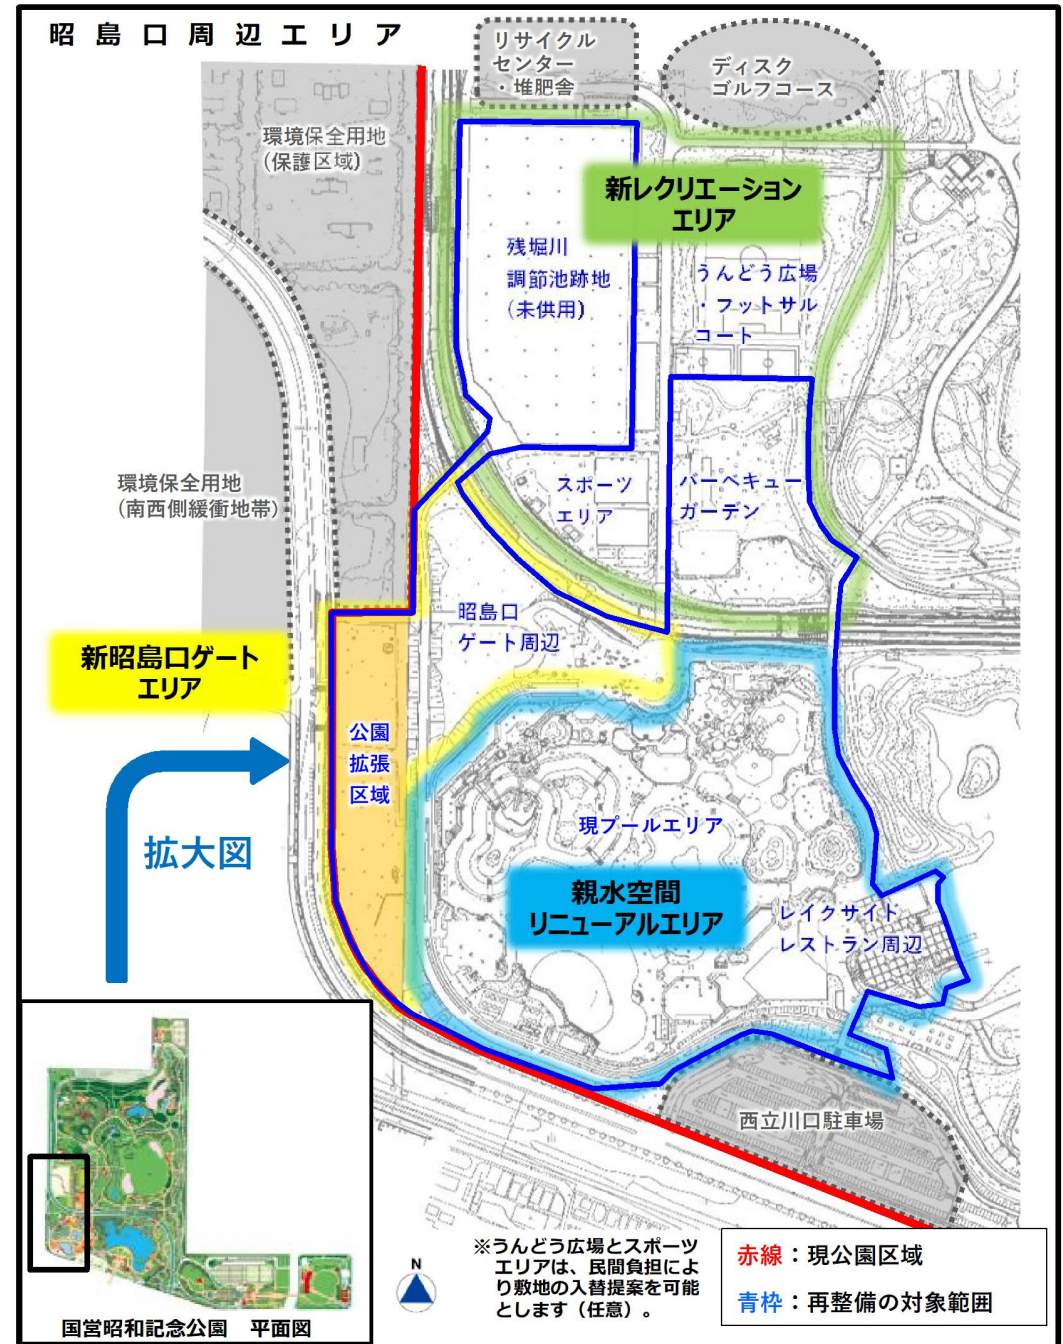 昭島口周辺エリア
リサイクル
センター
・堆肥舎
ディスク
ゴルフコース
環境保全用地
(保護区域)
新レクリエーション
エリア
残堀川
調節池跡地
(未供用)
うんどう広場
・フットサル
コート
環境保全用地
(南西側緩衝地帯)
スポーツ
エリア
バーベキュー
ガーデン
昭島口
ゲート周辺
新昭島口ゲート
エリア
公園
拡張
区域
拡大図
現プールエリア
親水空間
リニューアルエリア
レイクサイド
レストラン周辺
西立川口駐車場
国営昭和記念公園 平面図
N
※うんどう広場とスポーツ
エリアは、民間負担によ
り敷地の入替提案を可能
とします（任意）。
赤線：現公園区域
青枠：再整備の対象範囲